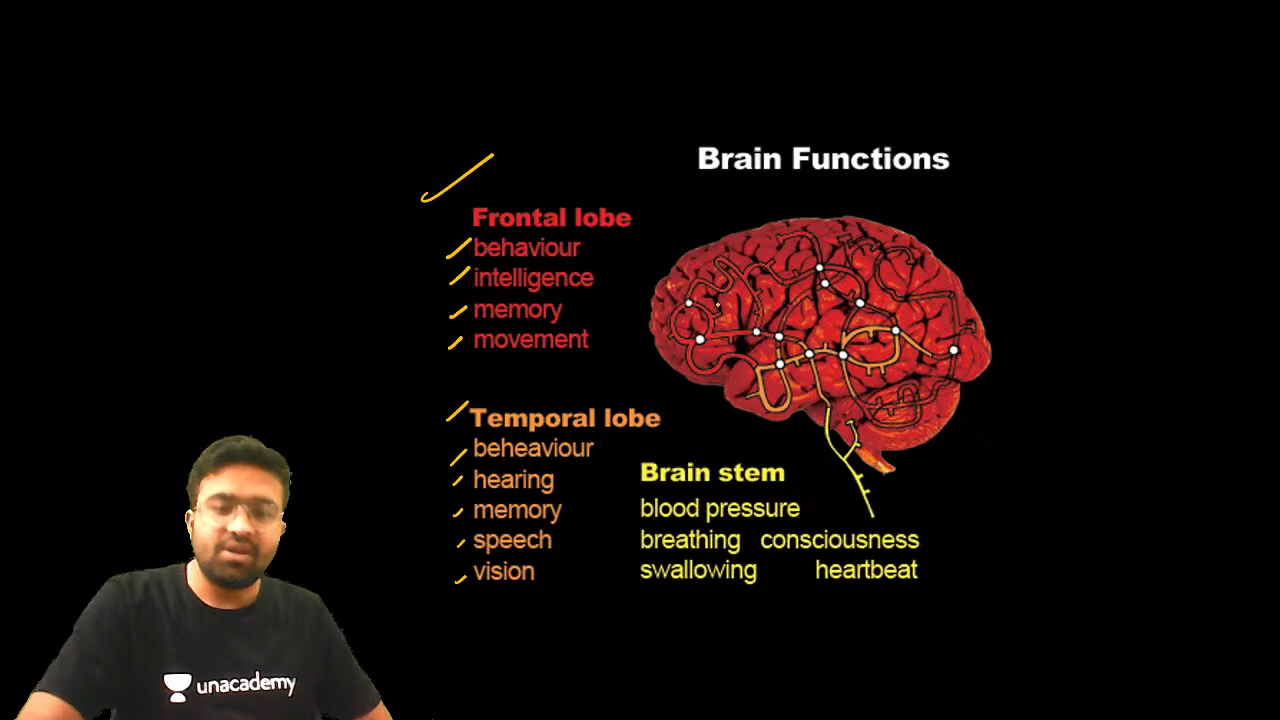 Brain Functions
Frontal lobe
behaviour
intelligence
memory
movement
Temporal lobe
beheaviour
hearing
memory
speech
vision
Brain stem
blood pressure
breathing consciousness
swallowing heartbeat
unacademy